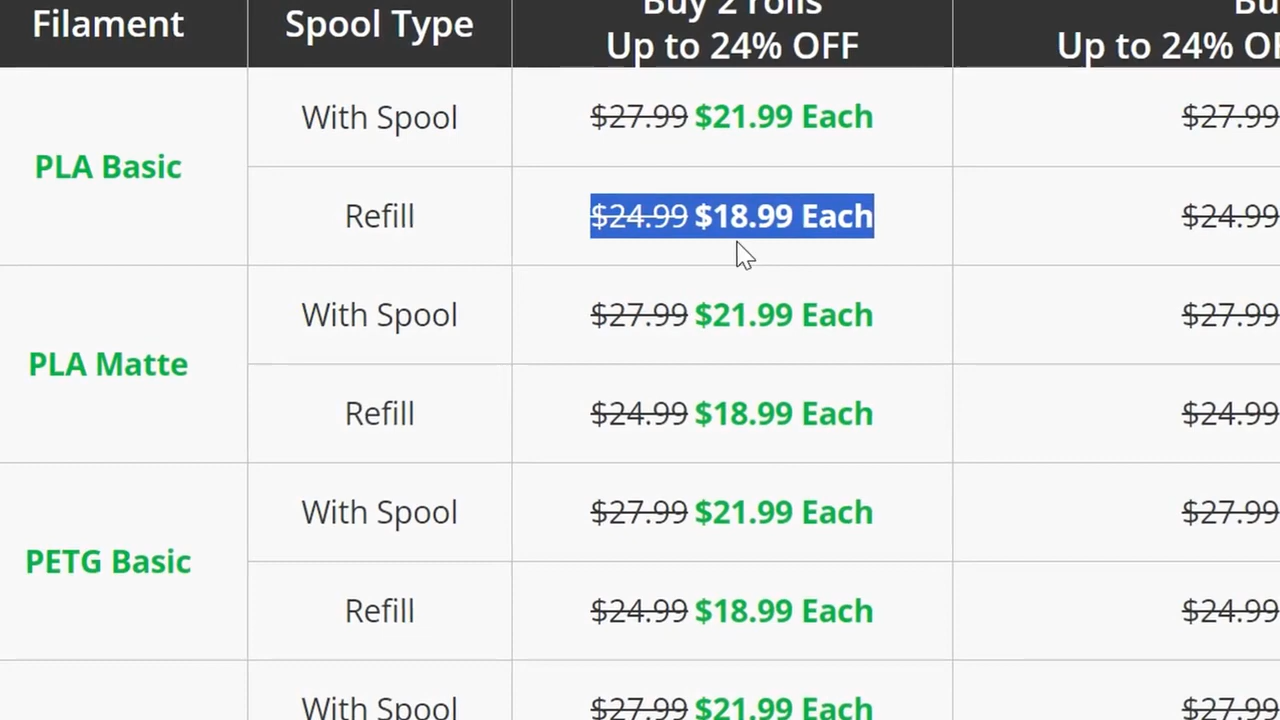 Filament
Spool Type
Buy 2 rolls
Up to 24% OFF
Bu
Up to 24% OF
PLA Basic
With Spool
$27.99 $21.99 Each
$27.99
Refill
$24.99 $18.99 Each
$24.99
PLA Matte
With Spool
$27.99 $21.99 Each
$27.99
Refill
$24.99 $18.99 Each
$24.99
PETG Basic
With Spool
$27.99 $21.99 Each
$27.99
Refill
$24.99 $18.99 Each
$24.99
With Spool
$27.99 $21.99 Each
$27.99